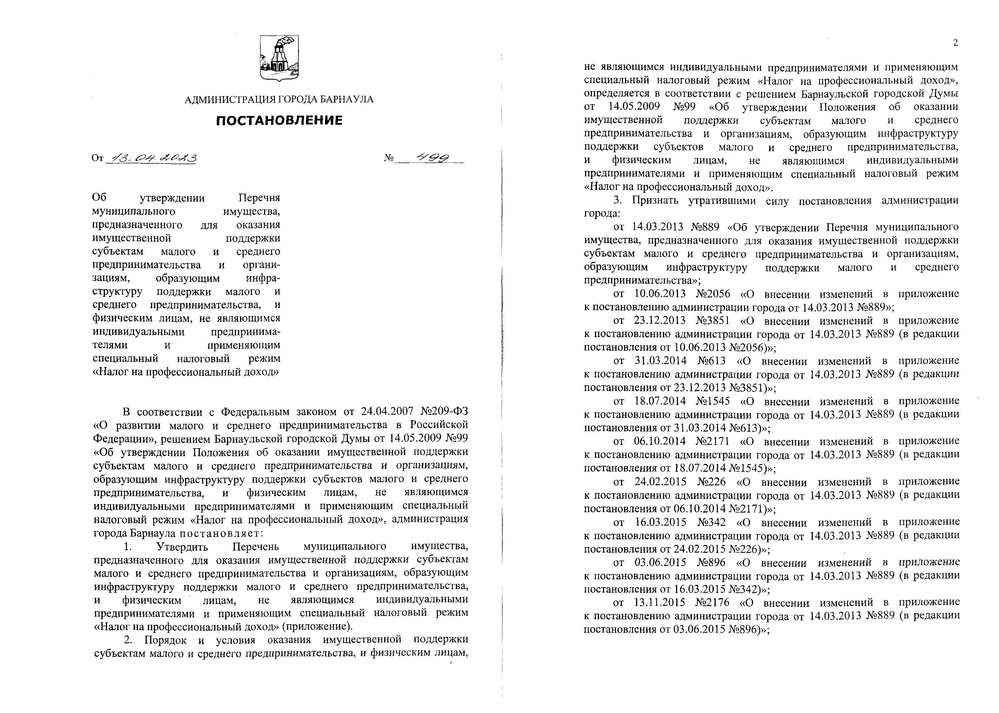 АДМИНИСТРАЦИЯ ГОРОДА БАРНАУЛА
ПОСТАНОВЛЕНИЕ
От 13.04.2023 № 499
Об утверждении Перечня
муниципального имущества,
предназначенного для оказания
имущественной поддержки
субъектам малого и среднего
предпринимательства и органи-
зациям, образующим инфра-
структуру поддержки малого и
среднего предпринимательства, и
физическим лицам, не являющимся
индивидуальными предпринима-
телями и применяющим
специальный налоговый режим
«Налог на профессиональный доход»
В соответствии с Федеральным законом от 24.04.2007 №209-ФЗ
«О развитии малого и среднего предпринимательства в Российской
Федерации», решением Барнаульской городской Думы от 14.05.2009 №99
«Об утверждении Положения об оказании имущественной поддержки
субъектам малого и среднего предпринимательства и организациям,
образующим инфраструктуру поддержки субъектов малого и среднего
предпринимательства, и физическим лицам, не являющимся
индивидуальными предпринимателями и применяющим специальный
налоговый режим «Налог на профессиональный доход», администрация
города Барнаула постановляет:
1. Утвердить Перечень муниципального имущества,
предназначенного для оказания имущественной поддержки субъектам
малого и среднего предпринимательства и организациям, образующим
инфраструктуру поддержки малого и среднего предпринимательства,
и физическим лицам, не являющимся индивидуальными
предпринимателями и применяющим специальный налоговый режим
«Налог на профессиональный доход» (приложение).
2. Порядок и условия оказания имущественной поддержки
субъектам малого и среднего предпринимательства, и физическим лицам,
2
не являющимся индивидуальными предпринимателями и применяющим
специальный налоговый режим «Налог на профессиональный доход»,
определяется в соответствии с решением Барнаульской городской Думы
от 14.05.2009 №99 «Об утверждении Положения об оказании
имущественной поддержки субъектам малого и среднего
предпринимательства и организациям, образующим инфраструктуру
поддержки субъектов малого и среднего предпринимательства,
и физическим лицам, не являющимся индивидуальными
предпринимателями и применяющим специальный налоговый режим
«Налог на профессиональный доход».
3. Признать утратившими силу постановления администрации
города:
от 14.03.2013 №889 «Об утверждении Перечня муниципального
имущества, предназначенного для оказания имущественной поддержки
субъектам малого и среднего предпринимательства и организациям,
образующим инфраструктуру поддержки малого и среднего
предпринимательства»;
от 10.06.2013 №2056 «О внесении изменений в приложение
к постановлению администрации города от 14.03.2013 №889»;
от 23.12.2013 №3851 «О внесении изменений в приложение
к постановлению администрации города от 14.03.2013 №889 (в редакции
постановления от 10.06.2013 №2056)»;
от 31.03.2014 №613 «О внесении изменений в приложение
к постановлению администрации города от 14.03.2013 №889 (в редакции
постановления от 23.12.2013 №3851)»;
от 18.07.2014 №1545 «О внесении изменений в приложение
к постановлению администрации города от 14.03.2013 №889 (в редакции
постановления от 31.03.2014 №613)»;
от 06.10.2014 №2171 «О внесении изменений в приложение
к постановлению администрации города от 14.03.2013 №889 (в редакции
постановления от 18.07.2014 №1545)»;
от 24.02.2015 №226 «О внесении изменений в приложение
к постановлению администрации города от 14.03.2013 №889 (в редакции
постановления от 06.10.2014 №2171)»;
от 16.03.2015 №342 «О внесении изменений в приложение
к постановлению администрации города от 14.03.2013 №889 (в редакции
постановления от 24.02.2015 №226)»;
от 03.06.2015 №896 «О внесении изменений в приложение
к постановлению администрации города от 14.03.2013 №889 (в редакции
постановления от 16.03.2015 №342)»;
от 13.11.2015 №2176 «О внесении изменений в приложение
к постановлению администрации города от 14.03.2013 №889 (в редакции
постановления от 03.06.2015 №896)»;